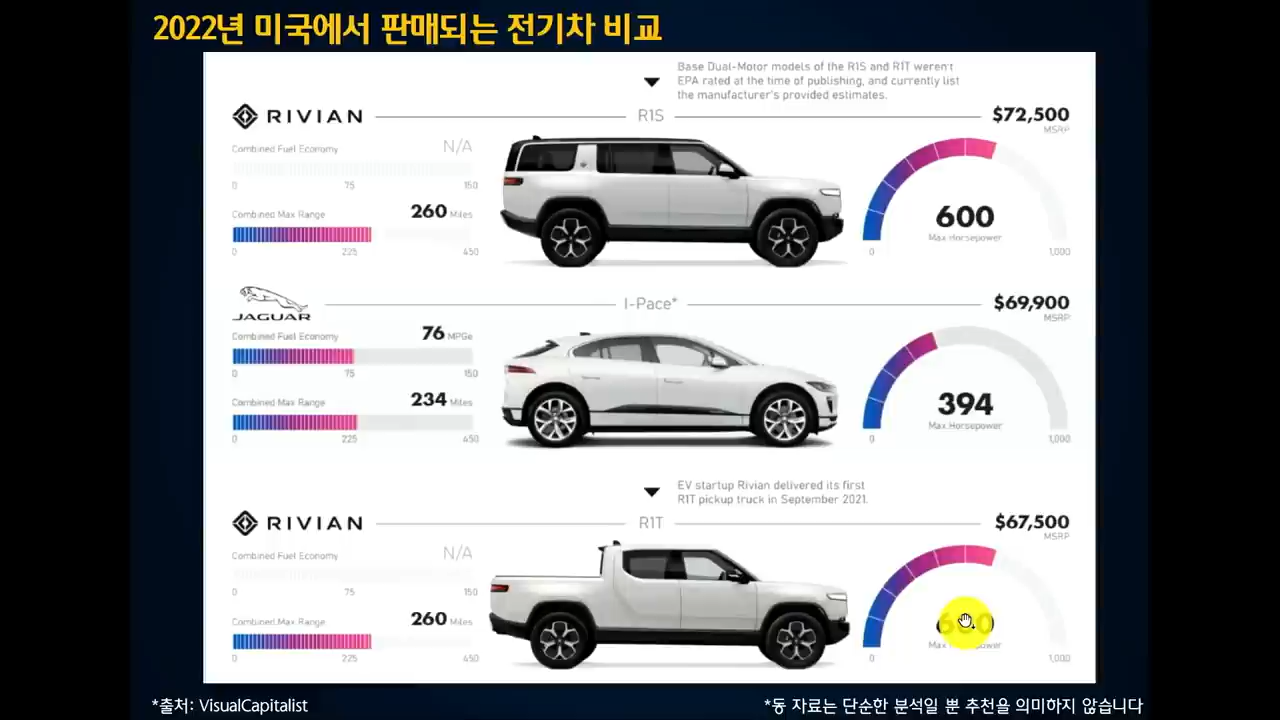 2022년 미국에서 판매되는 전기차 비교
Base Dual-Motor models of the R1S and R1T weren't
EPA rated at the time of publishing, and currently list
the manufacturer's provided estimates.
RIVIAN
R1S
$72,500
MSRP
Combined Fuel Economy
N/A
0 75 150
Combined Max Range
260 Miles
0 225 450
600
Max Horsepower
0 1,000
JAGUAR
I-Pace*
$69,900
MSRP
Combined Fuel Economy
76 MPGe
0 75 150
Combined Max Range
234 Miles
0 225 450
394
Max Horsepower
0 1,000
EV startup Rivian delivered its first
R1T pickup truck in September 2021.
RIVIAN
R1T
$67,500
MSRP
Combined Fuel Economy
N/A
0 75 150
Combined Max Range
260 Miles
0 225 450
0 1,000
*출처: VisualCapitalist
*동 자료는 단순한 분석일 뿐 추천을 의미하지 않습니다